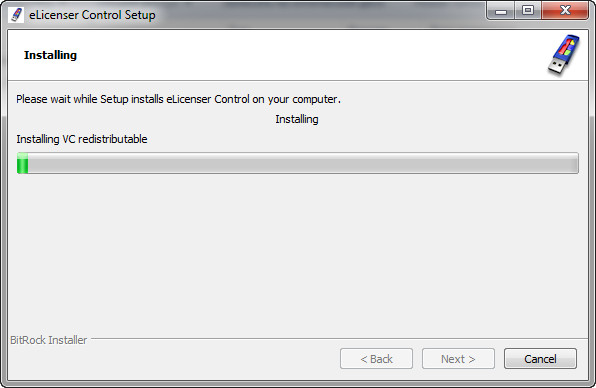 eLicenser Control Setup
Installing
Please wait while Setup installs eLicenser Control on your computer.
Installing
Installing VC redistributable
BitRock Installer
< Back
Next >
Cancel